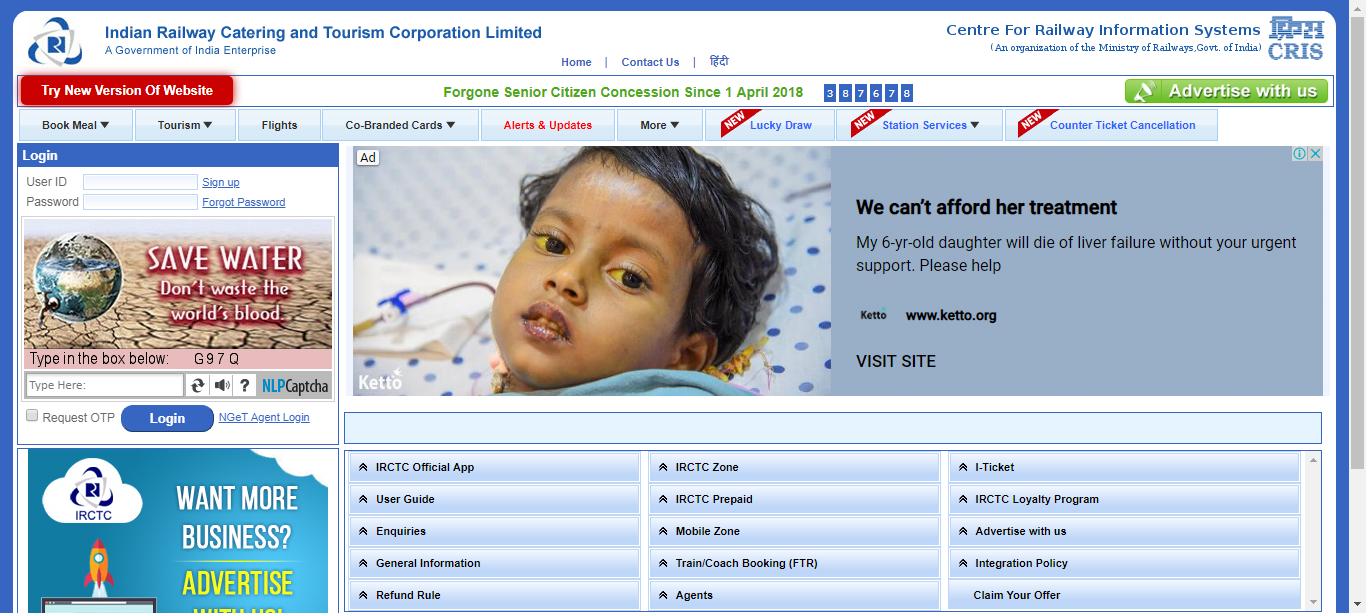 Indian Railway Catering and Tourism Corporation Limited
A Government of India Enterprise
Centre For Railway Information Systems
(An organization of the Ministry of Railways,Govt. of India)
CRIS
Home | Contact Us | हिंदी
Try New Version Of Website
Forgone Senior Citizen Concession Since 1 April 2018 3 8 7 6 7 8
Advertise with us
Book Meal Tourism Flights Co-Branded Cards Alerts & Updates More NEW Lucky Draw NEW Station Services NEW Counter Ticket Cancellation
Login
User ID Sign up
Password Forgot Password
SAVE WATER
Don't waste the
world's blood.
Type in the box below: G 9 7 Q
Type Here: ? NLPCaptcha
Request OTP Login NGeT Agent Login
Ad
Ketto
We can't afford her treatment
My 6-yr-old daughter will die of liver failure without your urgent
support. Please help
Ketto www.ketto.org
VISIT SITE
IRCTC
WANT MORE
BUSINESS?
ADVERTISE
WITH US!
IRCTC Official App IRCTC Zone I-Ticket
User Guide IRCTC Prepaid IRCTC Loyalty Program
Enquiries Mobile Zone Advertise with us
General Information Train/Coach Booking (FTR) Integration Policy
Refund Rule Agents Claim Your Offer